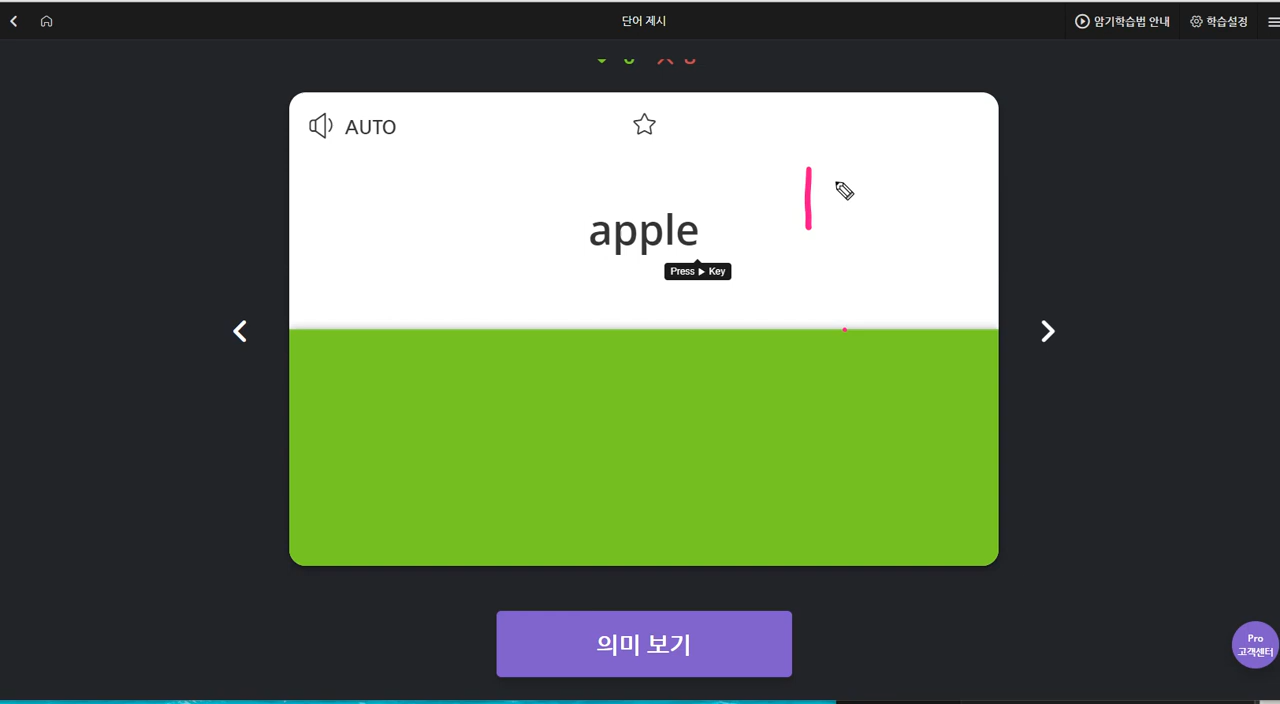 단어 제시
암기학습법 안내
학습설정
AUTO
apple
Press ▶ Key
의미 보기
Pro
고객센터